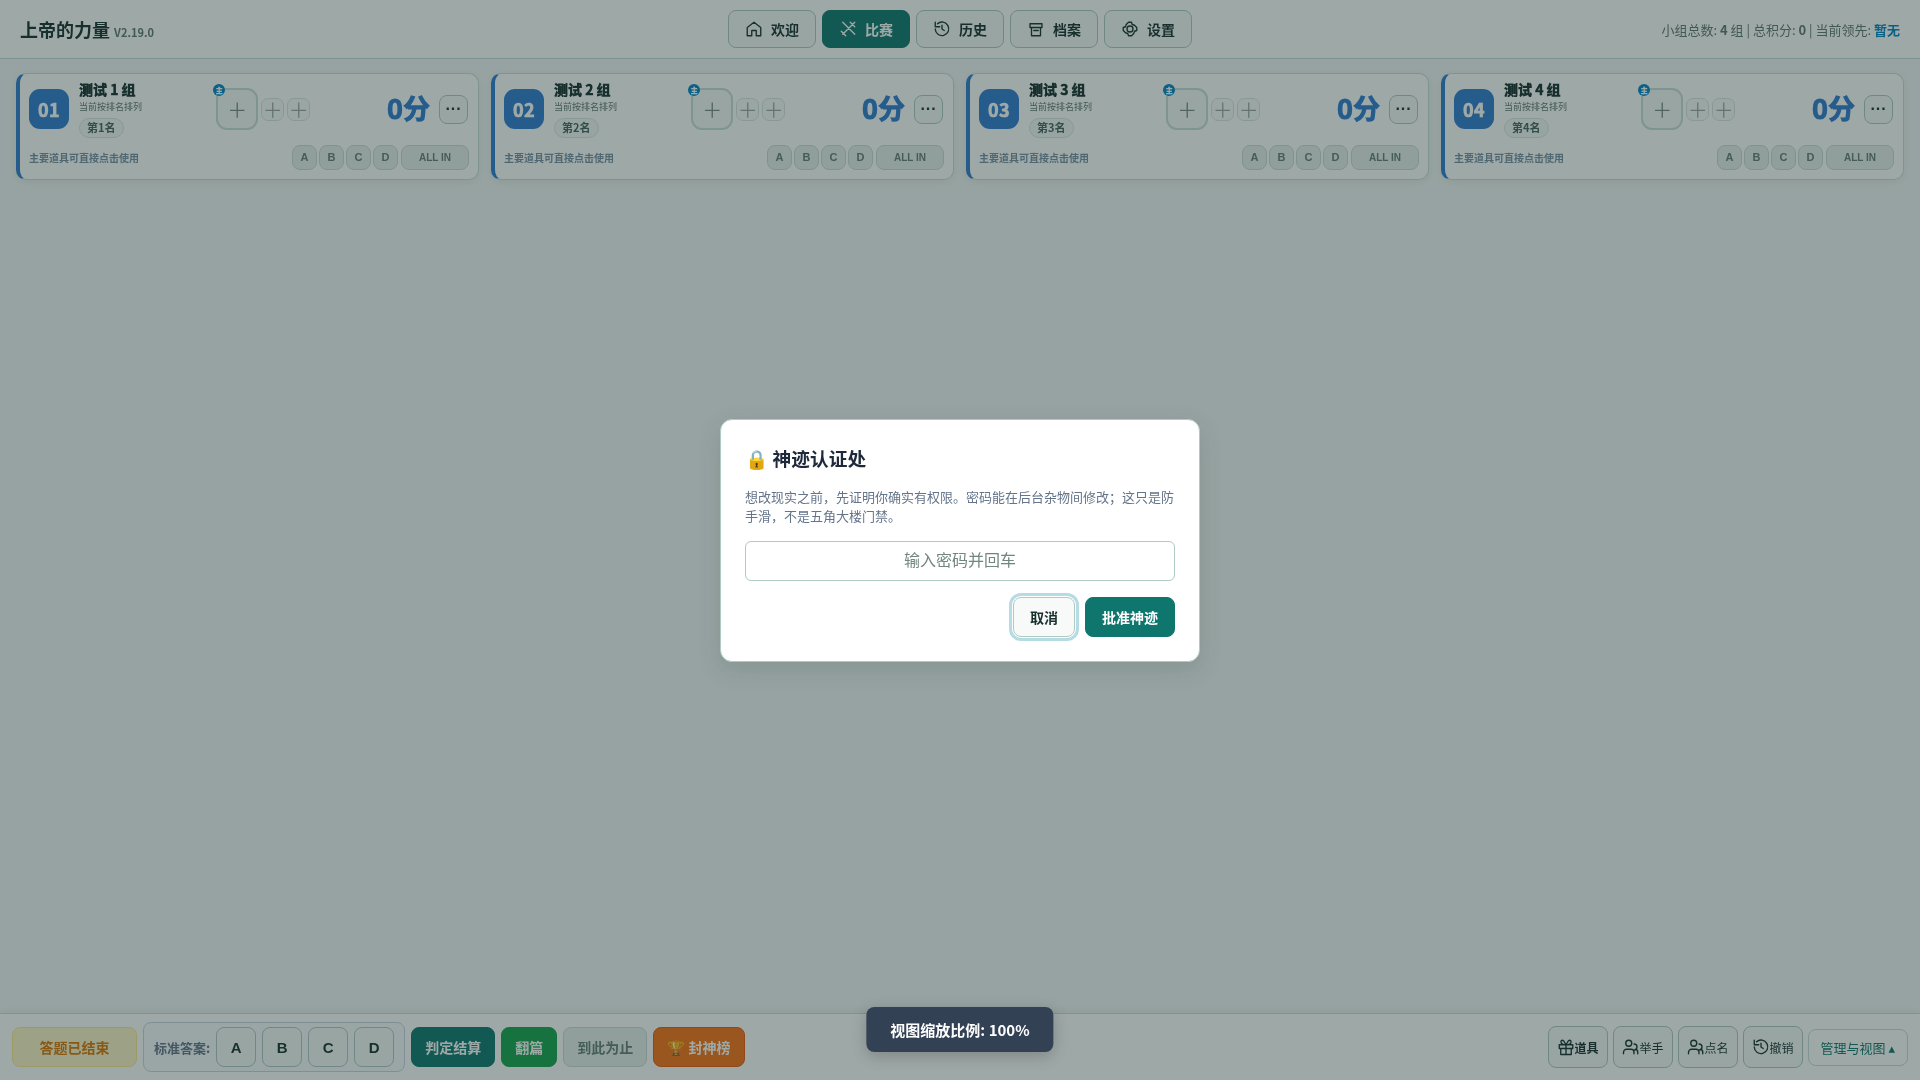 上帝的力量 V2.19.0
欢迎
比赛
历史
档案
设置
小组总数: 4 组 | 总积分: 0 | 当前领先: 暂无
01
测试 1 组
当前按排名排列
第1名
主
0分
主要道具可直接点击使用
A B C D ALL IN
02
测试 2 组
当前按排名排列
第2名
主
0分
主要道具可直接点击使用
A B C D ALL IN
03
测试 3 组
当前按排名排列
第3名
主
0分
主要道具可直接点击使用
A B C D ALL IN
04
测试 4 组
当前按排名排列
第4名
主
0分
主要道具可直接点击使用
A B C D ALL IN
神迹认证处
想改现实之前，先证明你确实有权限。密码能在后台杂物间修改；这只是防
手滑，不是五角大楼门禁。
输入密码并回车
取消
批准神迹
视图缩放比例: 100%
答题已结束
标准答案: A B C D
判定结算
翻篇
到此为止
封神榜
道具
举手
点名
撤销
管理与视图